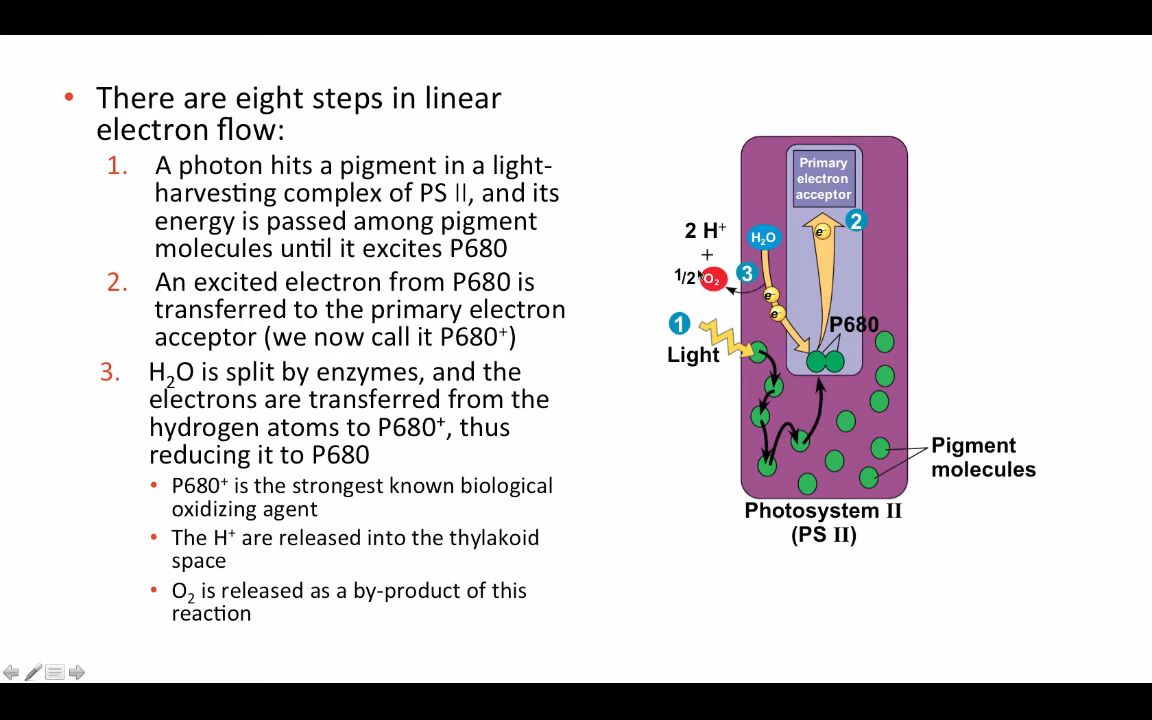 • There are eight steps in linear
electron flow:
1. A photon hits a pigment in a light-
harvesting complex of PS II, and its
energy is passed among pigment
molecules until it excites P680
2. An excited electron from P680 is
transferred to the primary electron
acceptor (we now call it P680⁺)
3. H₂O is split by enzymes, and the
electrons are transferred from the
hydrogen atoms to P680⁺, thus
reducing it to P680
• P680⁺ is the strongest known biological
oxidizing agent
• The H⁺ are released into the thylakoid
space
• O₂ is released as a by-product of this
reaction
Primary
electron
acceptor
2
e⁻
2 H⁺
+
1/2 O₂
H₂O
3
e⁻
e⁻
1
Light
P680
Pigment
molecules
Photosystem II
(PS II)